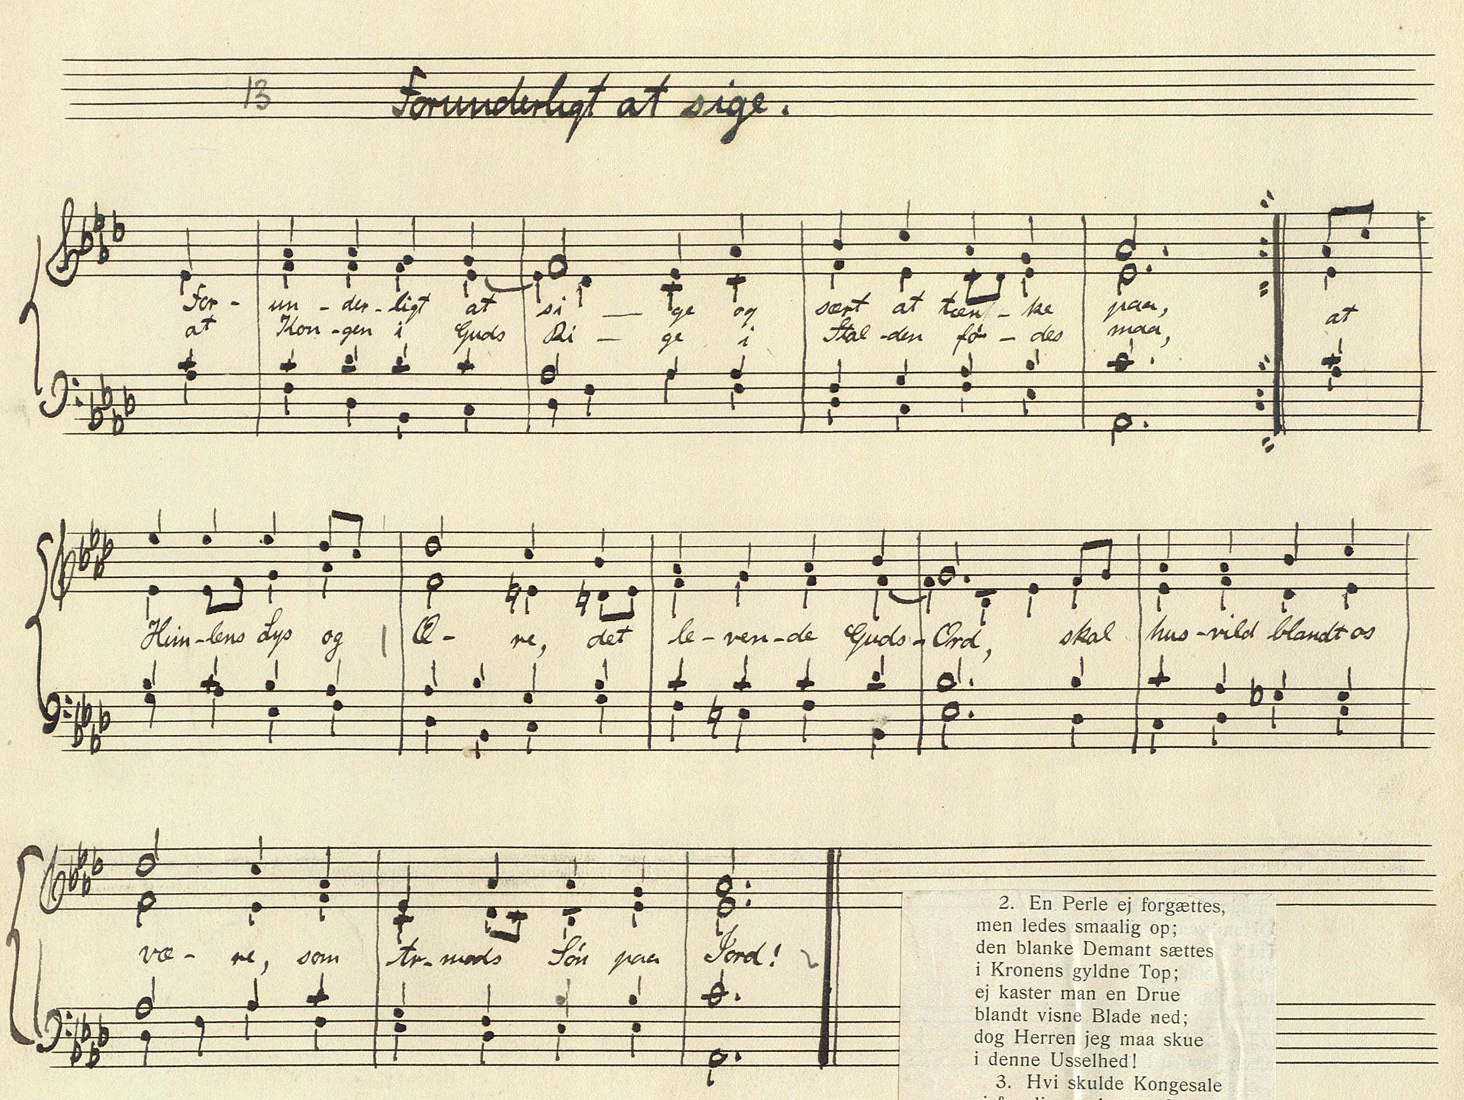 13 Forunderligt at sige.
For - un - der - ligt at si — ge og sært at tæn - ke paa, at
at Kon - gen i Guds Ri — ge i Stal - den fø - des maa,
Him - lens Lys og Æ - re, det le - ven - de Guds - Ord, skal hus - vild blandt os
væ - re, som ar - mods Søn paa Jord!
2. En Perle ej forgættes,
men ledes smaalig op;
den blanke Demant sættes
i Kronens gyldne Top;
ej kaster man en Drue
blandt visne Blade ned;
dog Herren jeg maa skue
i denne Usselhed!
3. Hvi skulde Kongesale